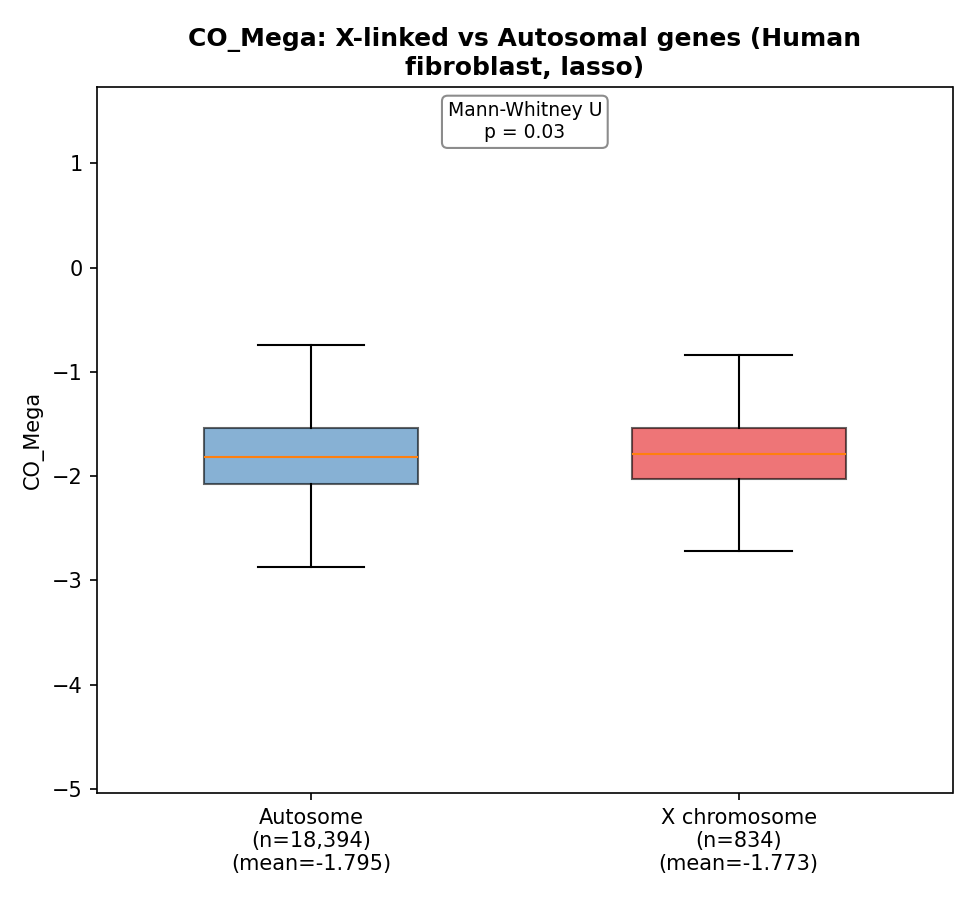 CO_Mega: X-linked vs Autosomal genes (Human
fibroblast, lasso)
Mann-Whitney U
p = 0.03
CO_Mega
1
0
−1
−2
−3
−4
−5
Autosome
(n=18,394)
(mean=-1.795)
X chromosome
(n=834)
(mean=-1.773)